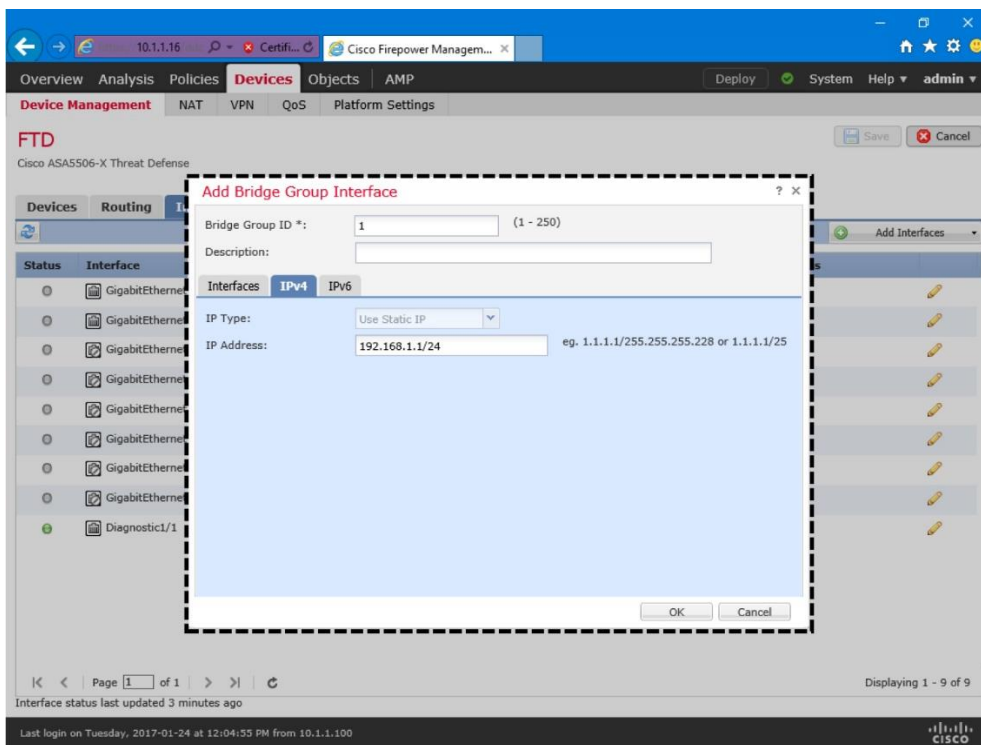 10.1.1.16 Certifi... Cisco Firepower Managem...
Overview Analysis Policies Devices Objects AMP Deploy System Help admin
Device Management NAT VPN QoS Platform Settings
FTD
Save Cancel
Cisco ASA5506-X Threat Defense
Add Bridge Group Interface ? ×
Devices Routing
Bridge Group ID *: 1 (1 - 250)
Add Interfaces
Description:
Status Interface
Interfaces IPv4 IPv6
GigabitEtherne
IP Type: Use Static IP
GigabitEtherne
IP Address: 192.168.1.1/24 eg. 1.1.1.1/255.255.255.228 or 1.1.1.1/25
GigabitEtherne
GigabitEtherne
GigabitEtherne
GigabitEtherne
GigabitEtherne
GigabitEtherne
Diagnostic1/1
OK Cancel
Page 1 of 1 Displaying 1 - 9 of 9
Interface status last updated 3 minutes ago
Last login on Tuesday, 2017-01-24 at 12:04:55 PM from 10.1.1.100
CISCO